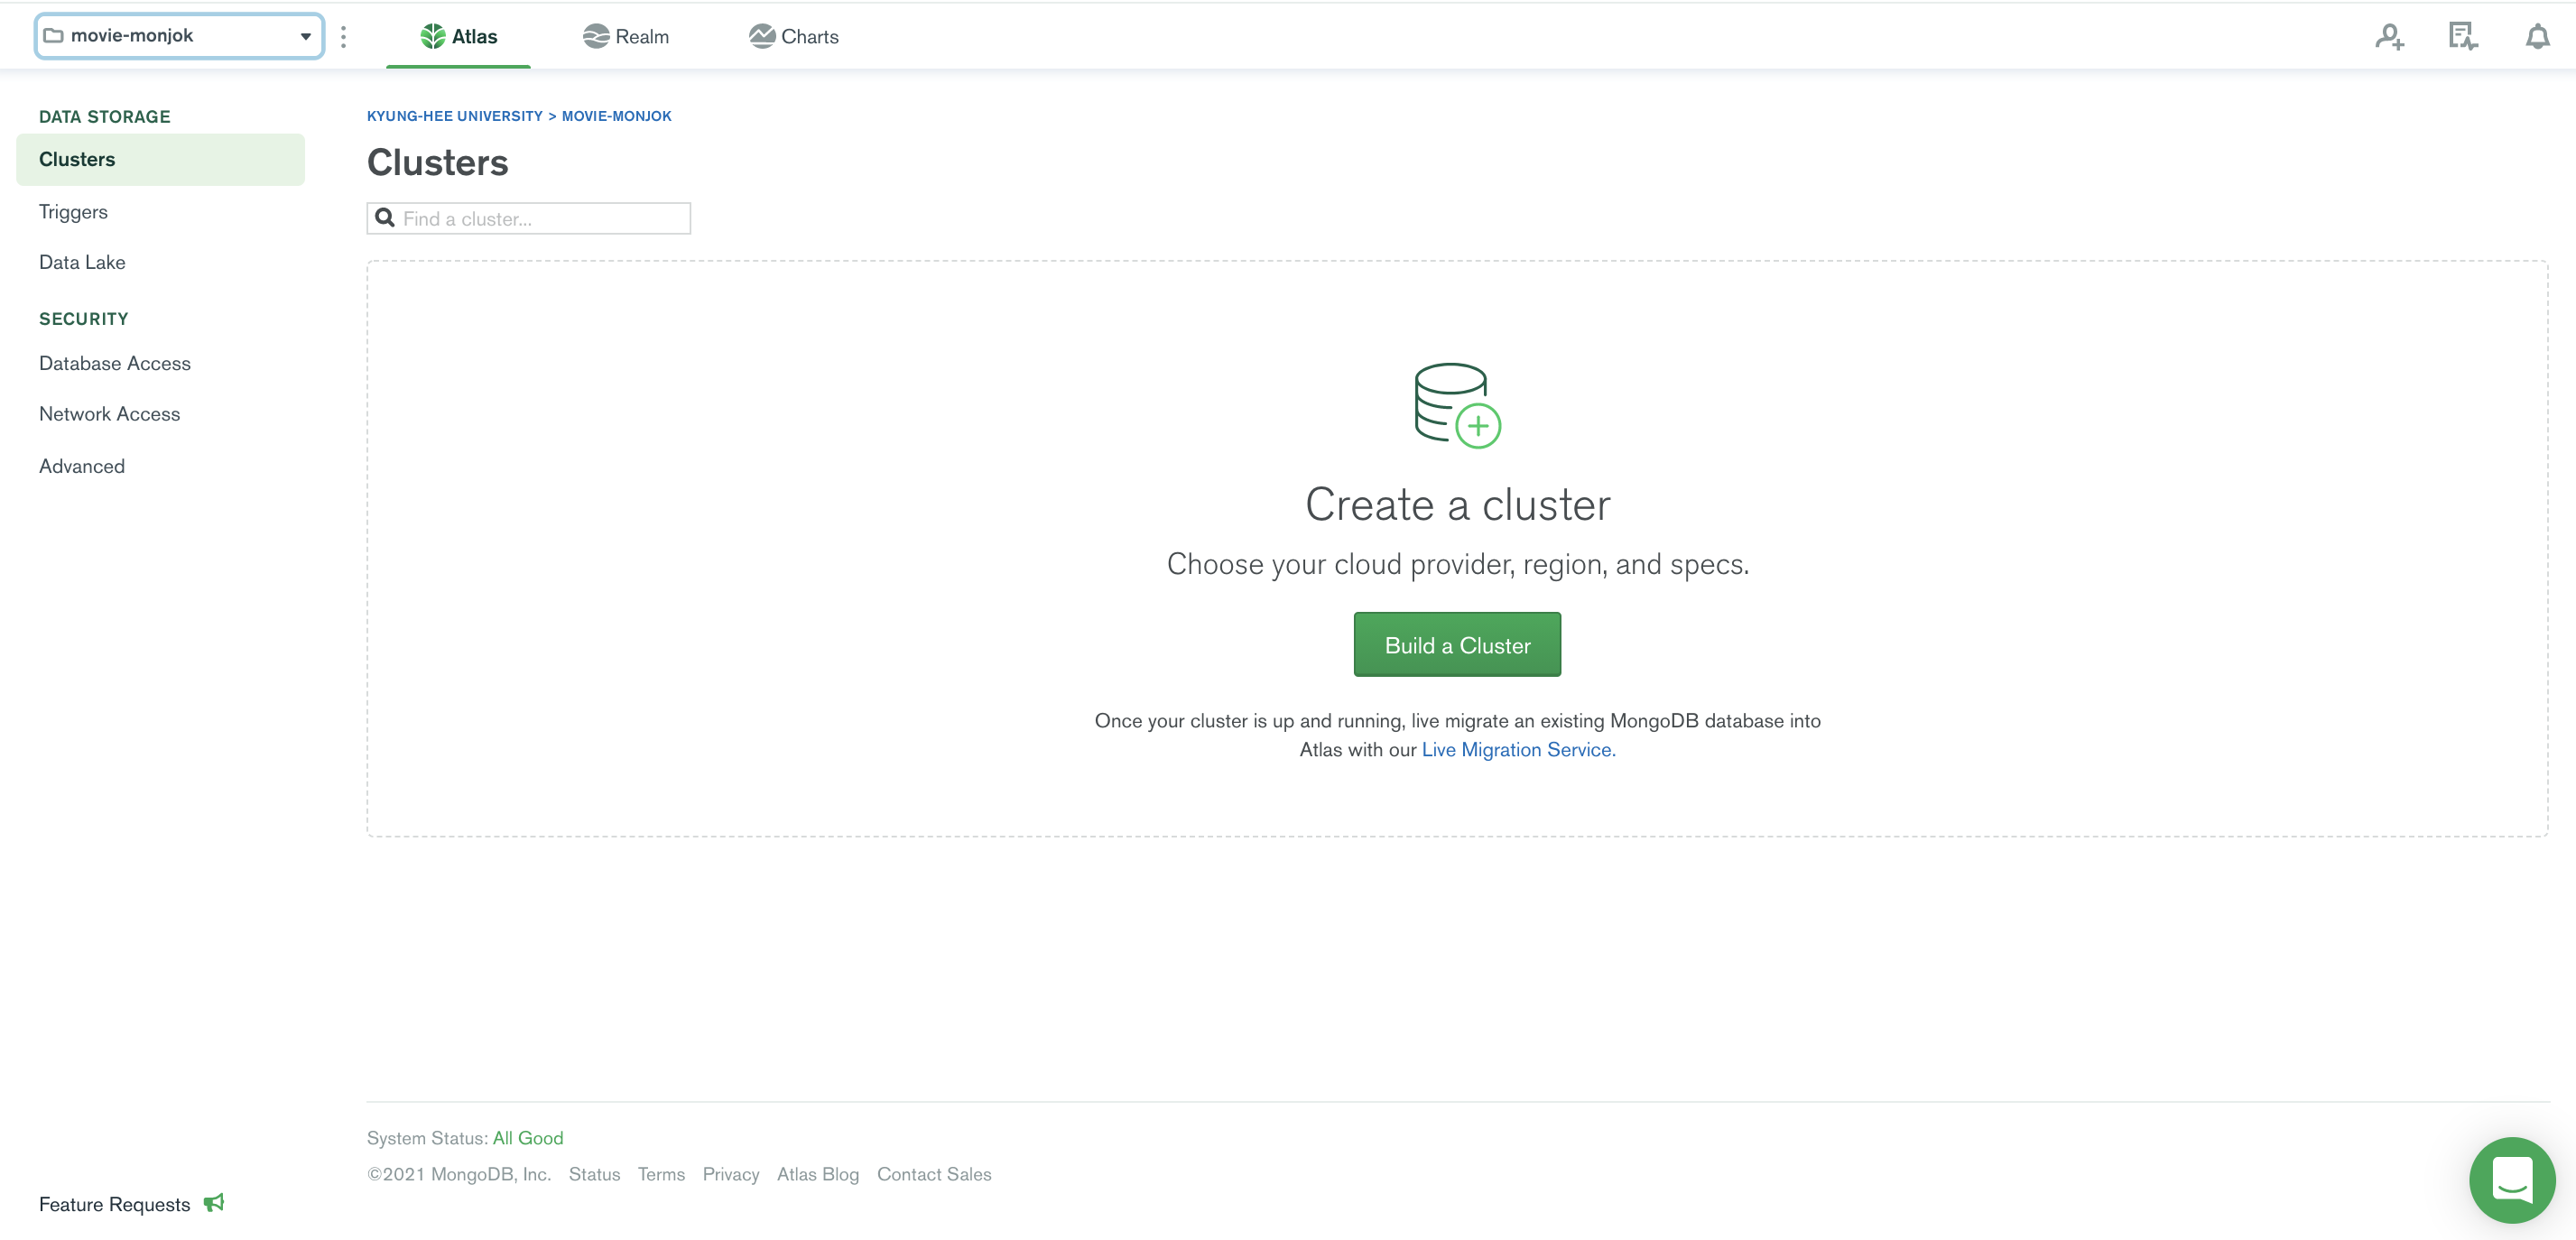 movie-monjok
Atlas
Realm
Charts
DATA STORAGE
Clusters
Triggers
Data Lake
SECURITY
Database Access
Network Access
Advanced
Feature Requests
KYUNG-HEE UNIVERSITY > MOVIE-MONJOK
Clusters
Find a cluster...
Create a cluster
Choose your cloud provider, region, and specs.
Build a Cluster
Once your cluster is up and running, live migrate an existing MongoDB database into
Atlas with our Live Migration Service.
System Status: All Good
©2021 MongoDB, Inc. Status Terms Privacy Atlas Blog Contact Sales